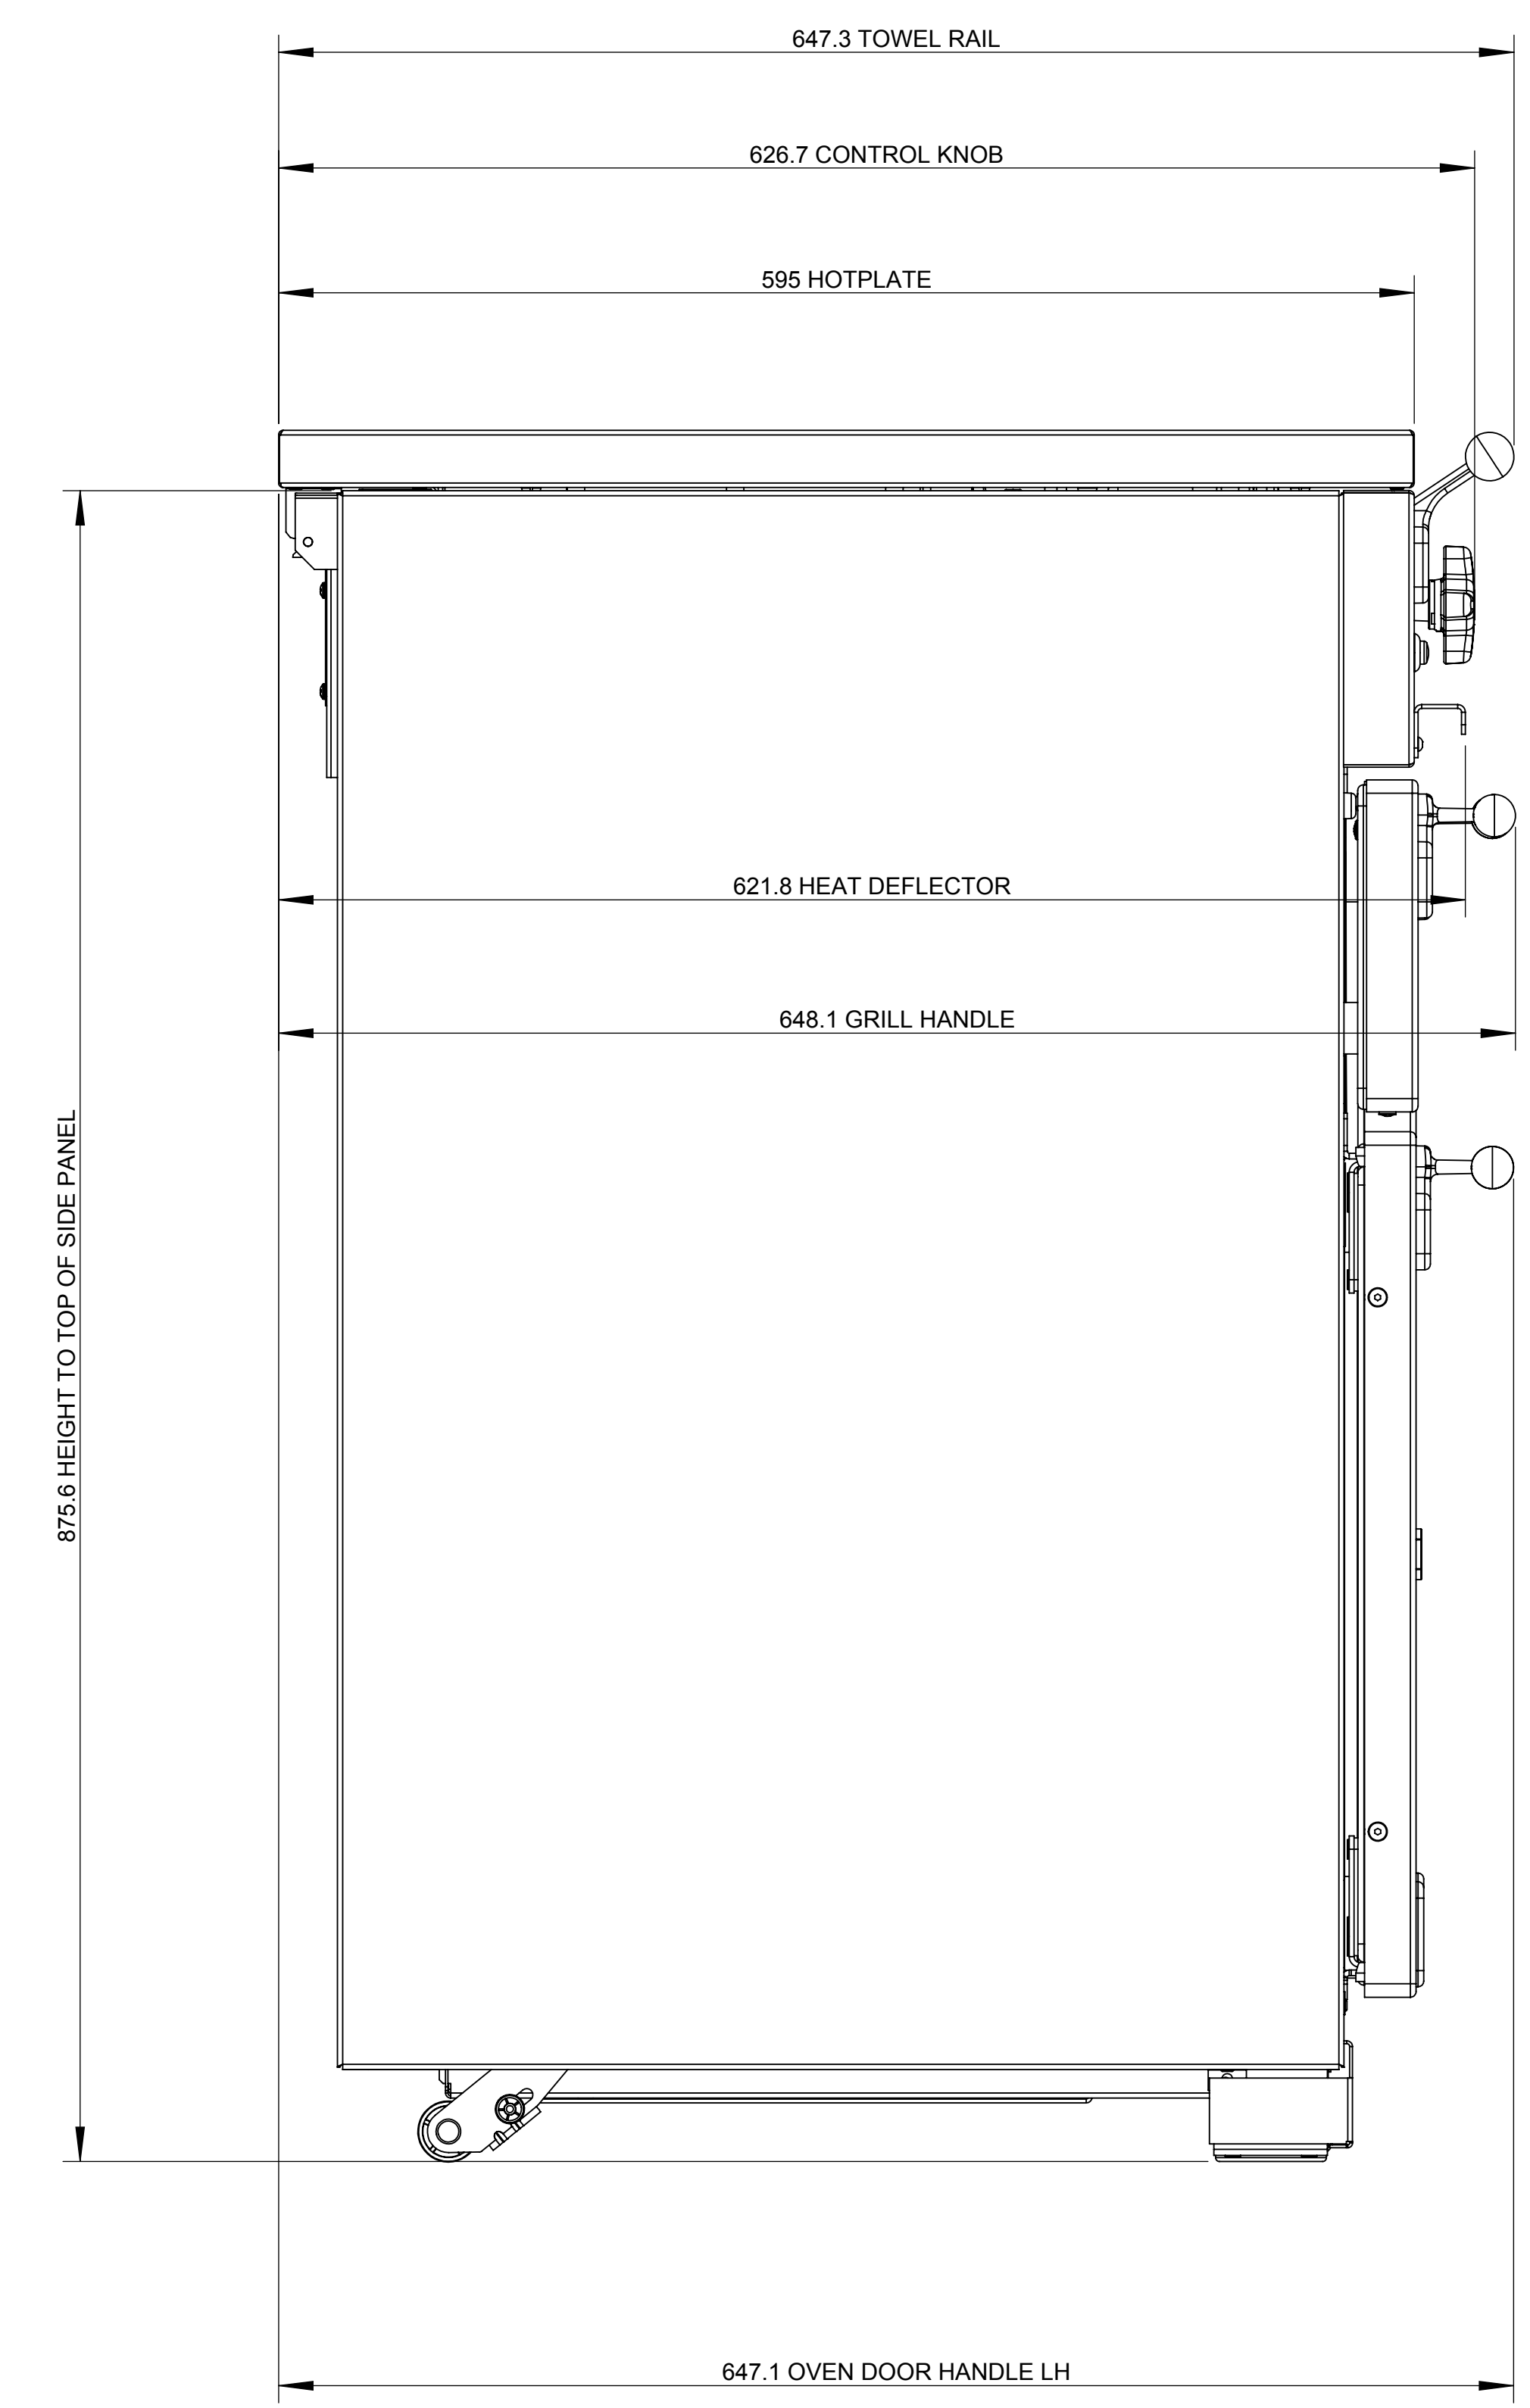 647.3 TOWEL RAIL
626.7 CONTROL KNOB
595 HOTPLATE
621.8 HEAT DEFLECTOR
648.1 GRILL HANDLE
875.6 HEIGHT TO TOP OF SIDE PANEL
647.1 OVEN DOOR HANDLE LH